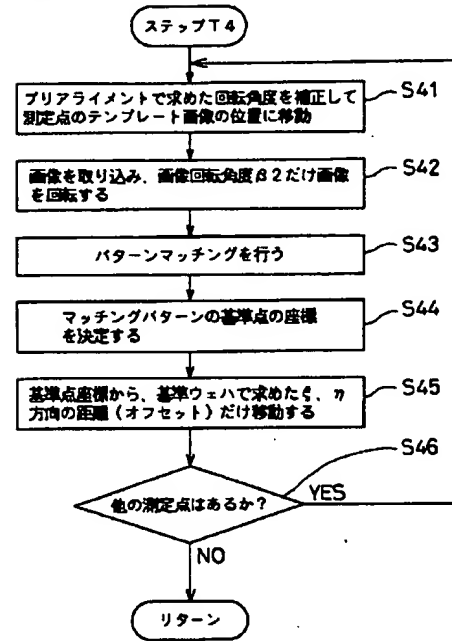 ステップT4
プリアライメントで求めた回転角度を補正して
測定点のテンプレート画像の位置に移動
S41
画像を取り込み、画像回転角度β2だけ画像
を回転する
S42
パターンマッチングを行う
S43
マッチングパターンの基準点の座標
を決定する
S44
基準点座標から、基準ウェハで求めたξ、η
方向の距離(オフセット)だけ移動する
S45
S46
他の測定点はあるか?
YES
NO
リターン